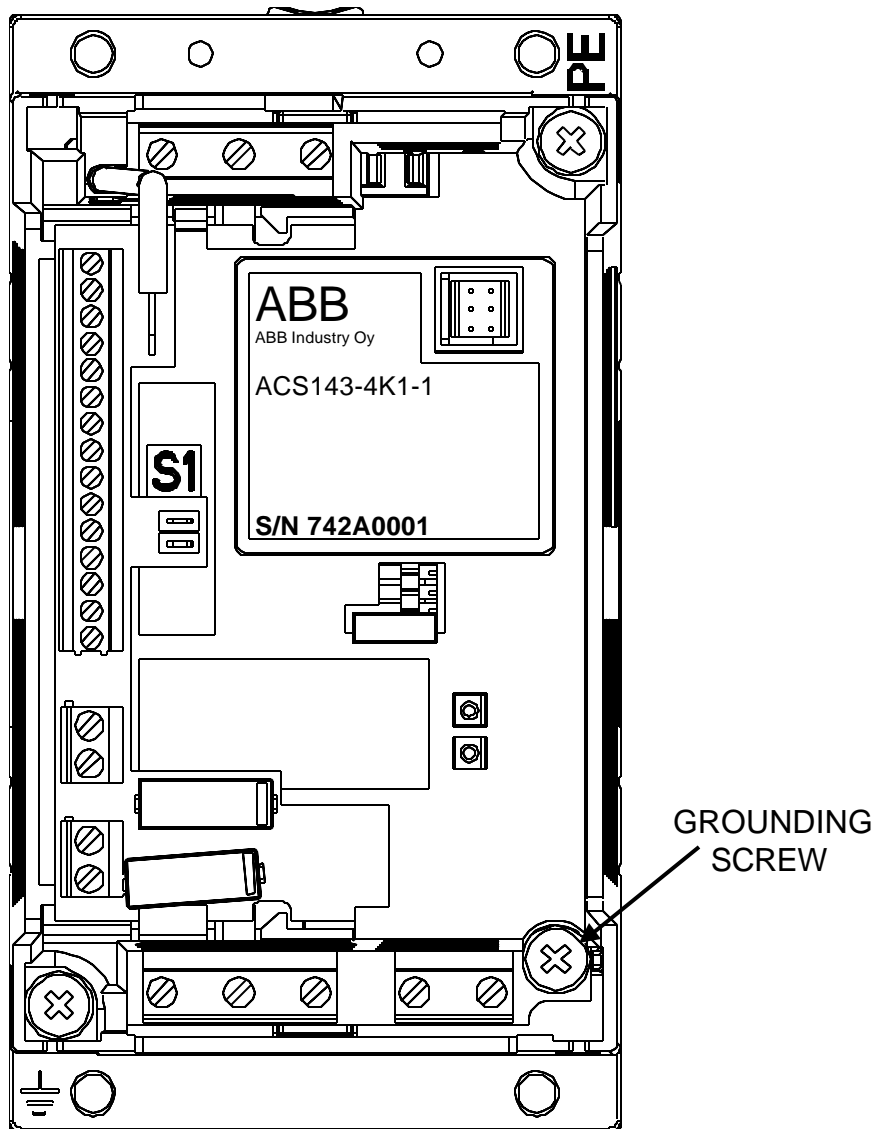 PE
ABB
ABB Industry Oy
ACS143-4K1-1
S1
S/N 742A0001
GROUNDING
SCREW